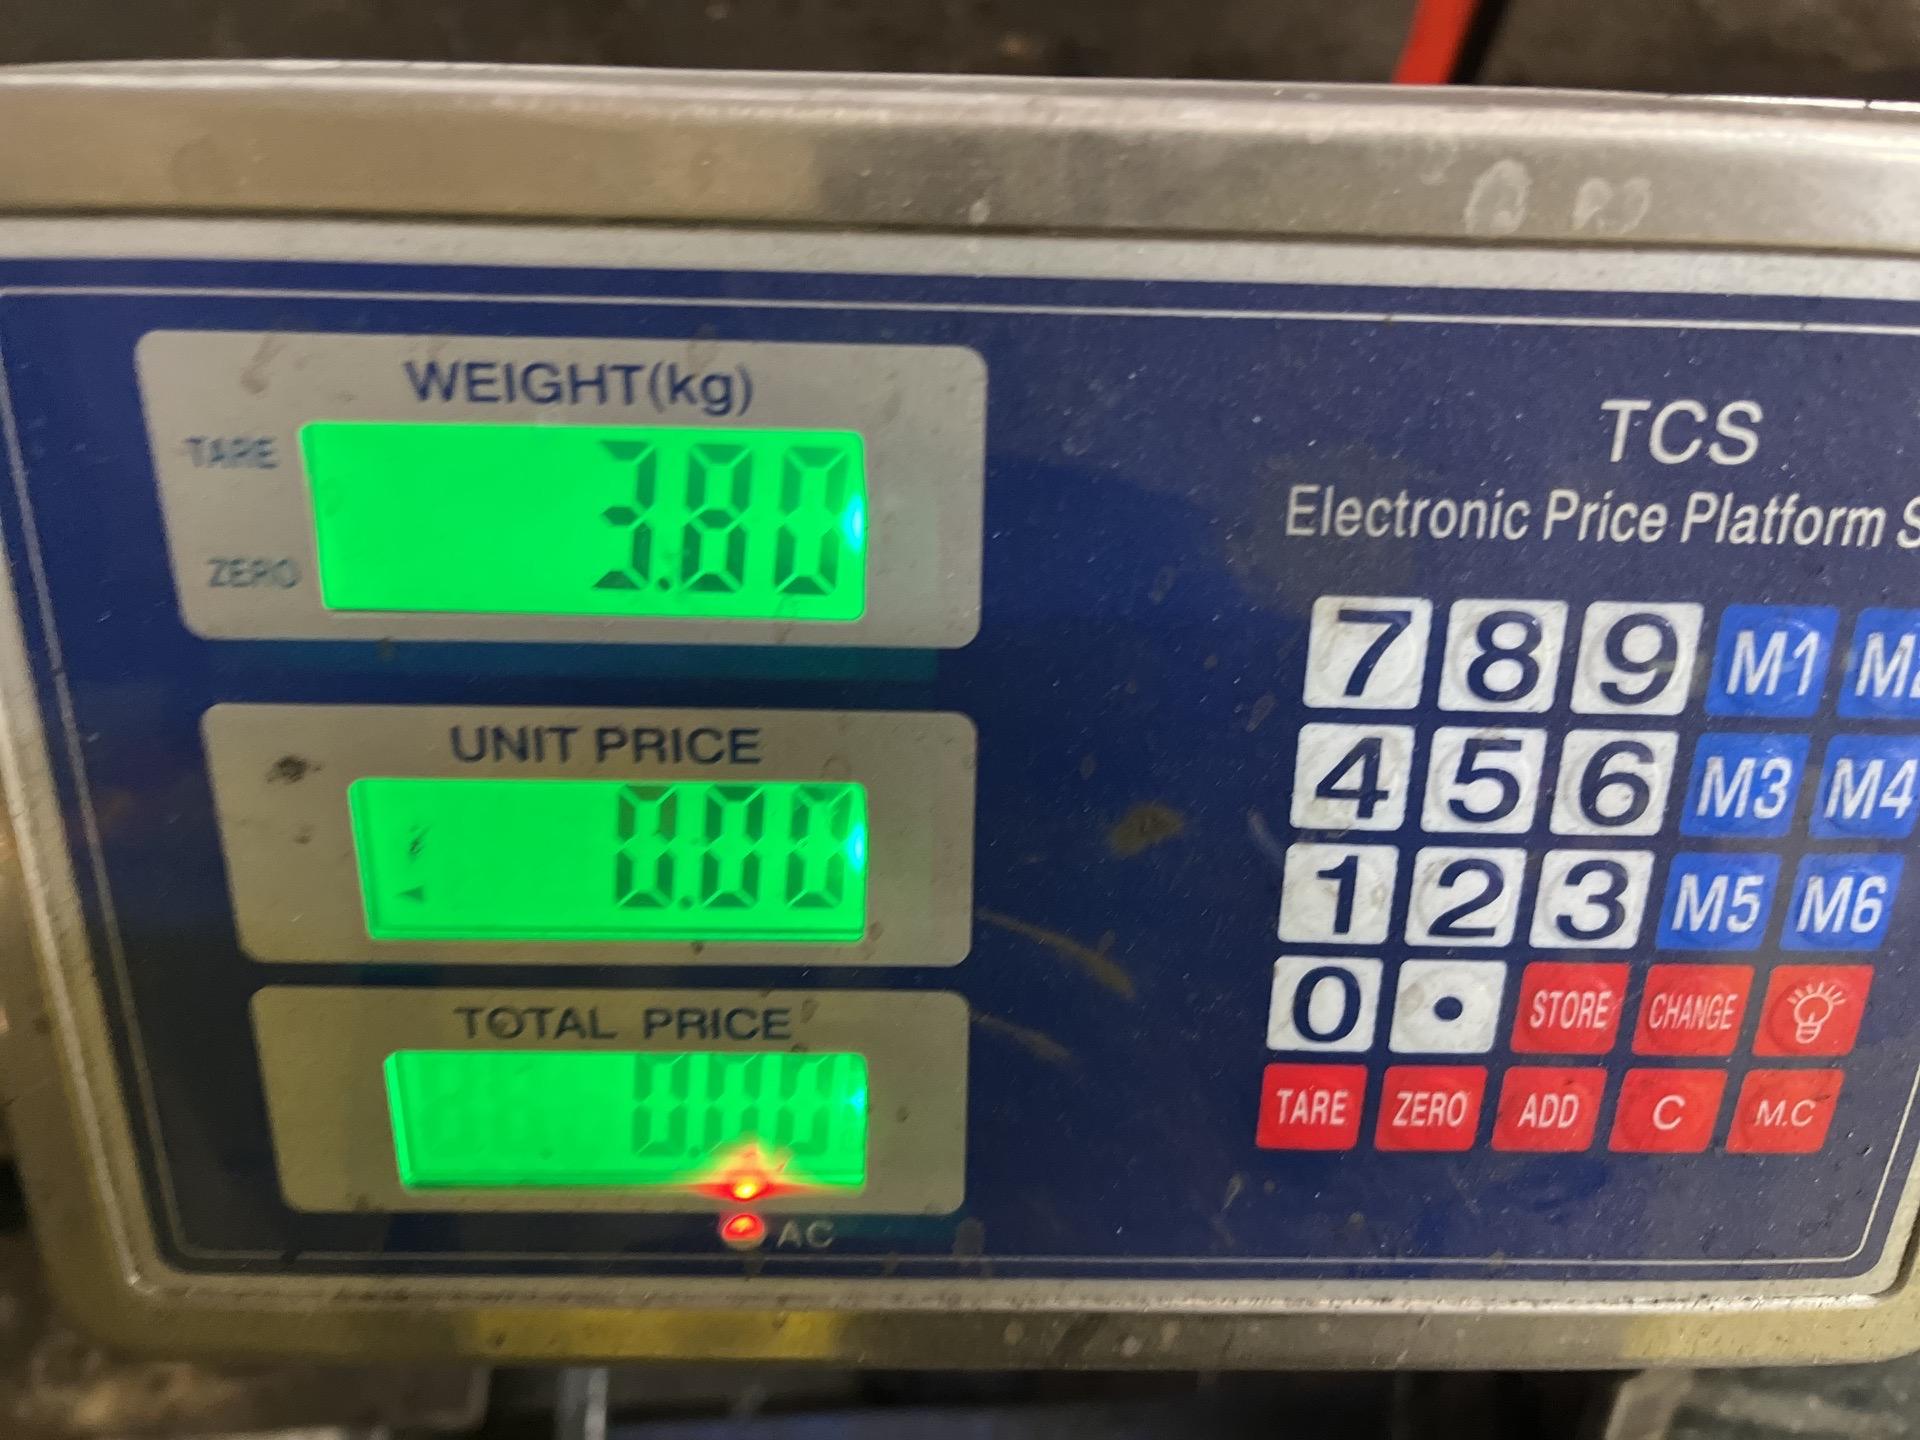 WEIGHT(kg)
TARE
3.80
ZERO
UNIT PRICE
0.00
TOTAL PRICE
0.00
AC
TCS
Electronic Price Platform
7 8 9 M1
4 5 6 M3 M4
1 2 3 M5 M6
0 • STORE CHANGE
TARE ZERO ADD C M.C